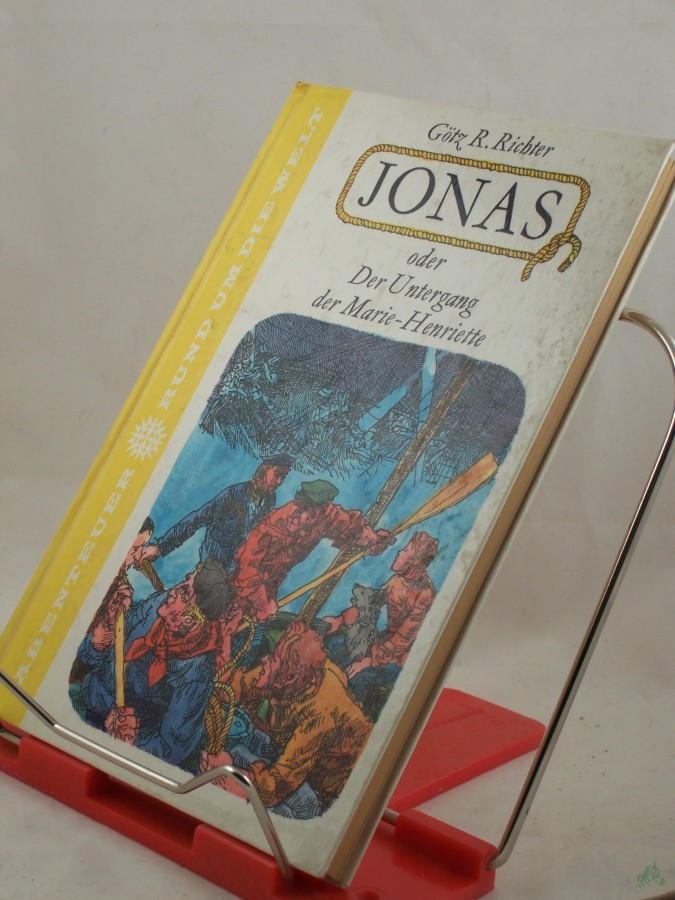 Götz R. Richter
JONAS
oder
Der Untergang
der Marie-Henriette
ABENTEUER RUND UM DIE WELT